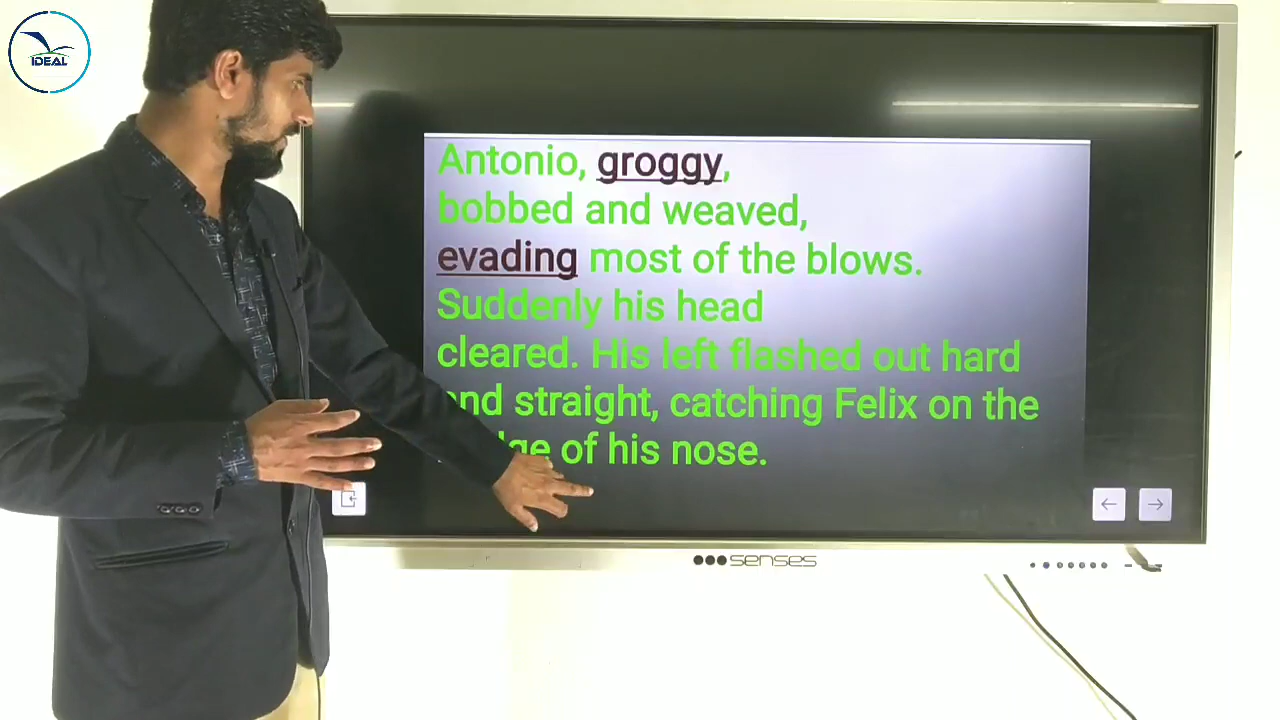 IDEAL
Antonio, groggy,
bobbed and weaved,
evading most of the blows.
Suddenly his head
cleared. His left flashed out hard
and straight, catching Felix on the
of his nose.
senses